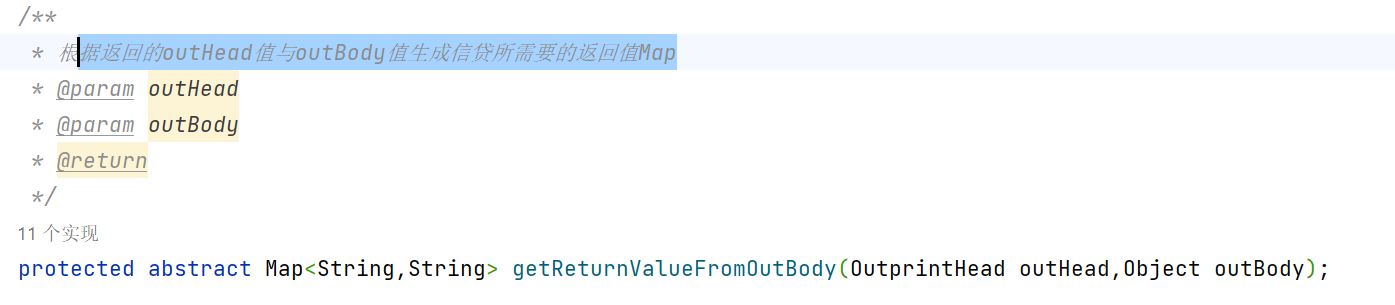 /**
* 根据返回的outHead值与outBody值生成信贷所需要的返回值Map
* @param outHead
* @param outBody
* @return
*/
11 个实现
protected abstract Map<String,String> getReturnValueFromOutBody(OutprintHead outHead,Object outBody);